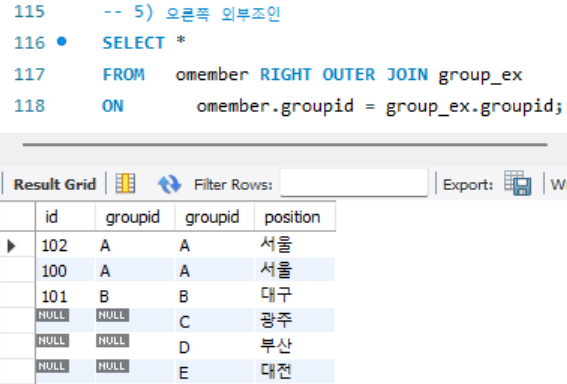 115 -- 5) 오른쪽 외부조인
116 SELECT *
117 FROM omember RIGHT OUTER JOIN group_ex
118 ON omember.groupid = group_ex.groupid;
Result Grid Filter Rows: Export: W
id groupid groupid position
102 A A 서울
100 A A 서울
101 B B 대구
NULL NULL C 광주
NULL NULL D 부산
NULL NULL E 대전